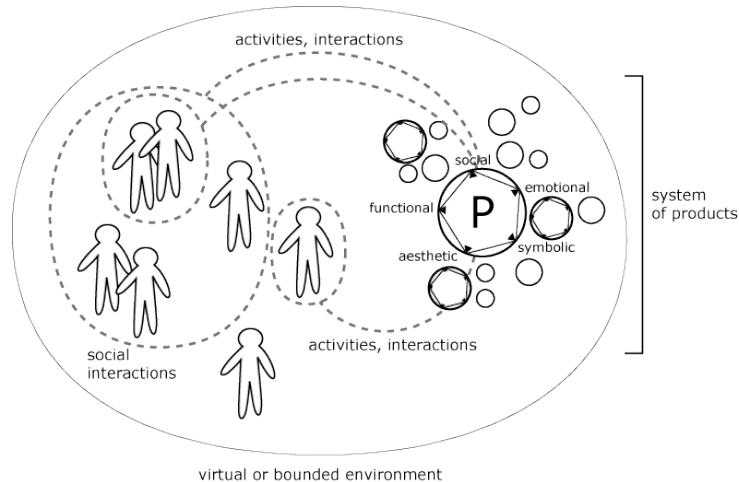 activities, interactions
social
emotional
functional
P
system
of products
aesthetic
symbolic
activities, interactions
social
interactions
virtual or bounded environment